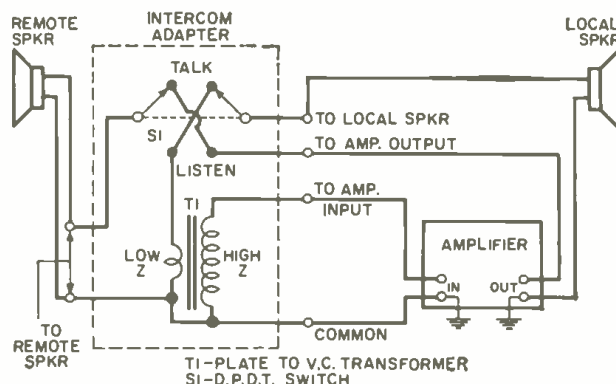 REMOTE
SPKR
INTERCOM
ADAPTER
LOCAL
SPKR
TALK
S1
LISTEN
TO LOCAL SPKR
TO AMP. OUTPUT
TO AMP.
INPUT
T1
LOW
Z
HIGH
Z
AMPLIFIER
IN
OUT
TO
REMOTE
SPKR
COMMON
T1-PLATE TO V.C. TRANSFORMER
S1-D.P.D.T. SWITCH